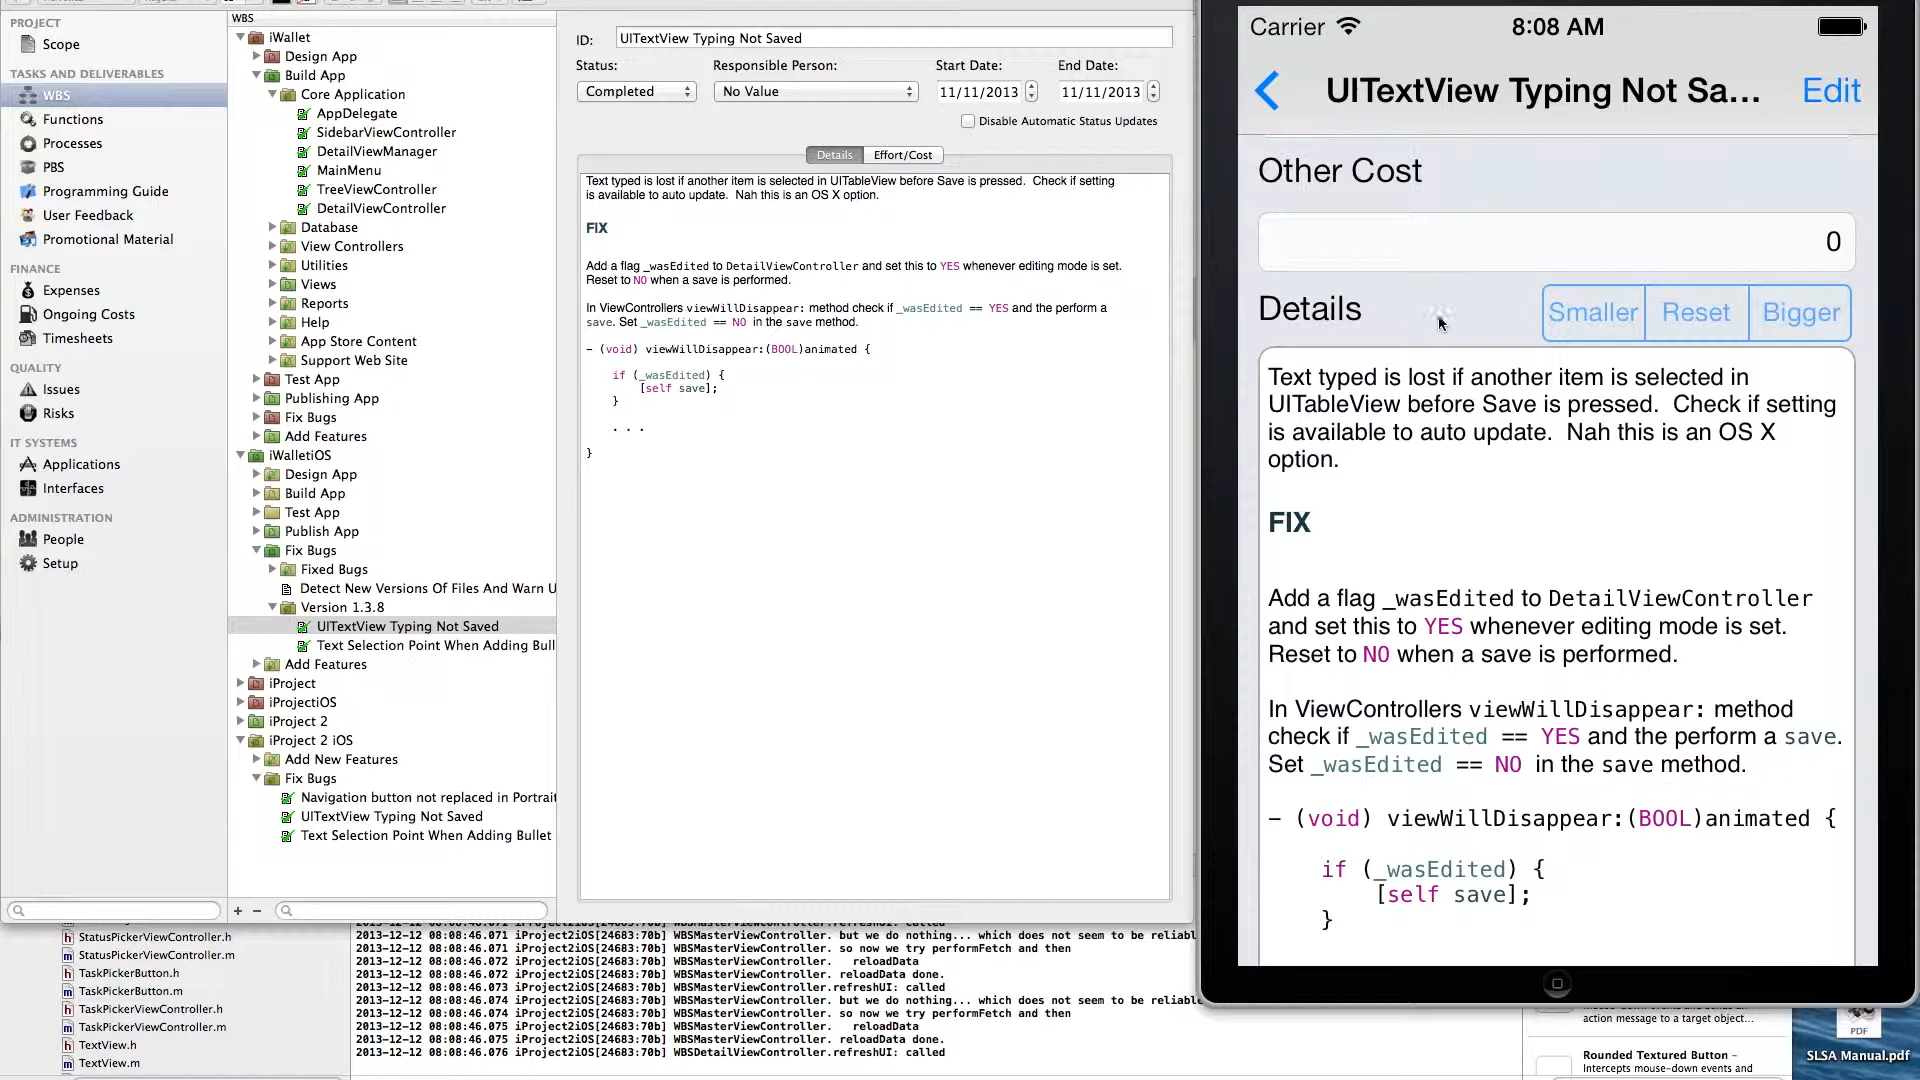 PROJECT
Scope
TASKS AND DELIVERABLES
WBS
Functions
Processes
PBS
Programming Guide
User Feedback
Promotional Material
FINANCE
Expenses
Ongoing Costs
Timesheets
QUALITY
Issues
Risks
IT SYSTEMS
Applications
Interfaces
ADMINISTRATION
People
Setup
WBS
iWallet
Design App
Build App
Core Application
AppDelegate
SidebarViewController
DetailViewManager
MainMenu
TreeViewController
DetailViewController
Database
View Controllers
Utilities
Views
Reports
Help
App Store Content
Support Web Site
Test App
Publishing App
Fix Bugs
Add Features
iWalletiOS
Design App
Build App
Test App
Publish App
Fix Bugs
Fixed Bugs
Detect New Versions Of Files And Warn U
Version 1.3.8
UITextView Typing Not Saved
Text Selection Point When Adding Bull
Add Features
iProject
iProjectiOS
iProject 2
iProject 2 iOS
Add New Features
Fix Bugs
Navigation button not replaced in Portrait
UITextView Typing Not Saved
Text Selection Point When Adding Bullet
ID: UITextView Typing Not Saved
Status: Responsible Person: Start Date: End Date:
Completed No Value 11/11/2013 11/11/2013
Disable Automatic Status Updates
Details Effort/Cost
Text typed is lost if another item is selected in UITableView before Save is pressed.  Check if setting
is available to auto update.  Nah this is an OS X option.
FIX
Add a flag _wasEdited to DetailViewController and set this to YES whenever editing mode is set.
Reset to NO when a save is performed.
In ViewControllers viewWillDisappear: method check if _wasEdited == YES and the perform a
save. Set _wasEdited == NO in the save method.
- (void) viewWillDisappear:(BOOL)animated {
if (_wasEdited) {
[self save];
}
. . .
}
Carrier 8:08 AM
UITextView Typing Not Sa... Edit
Other Cost
0
Details Smaller Reset Bigger
Text typed is lost if another item is selected in
UITableView before Save is pressed.  Check if setting
is available to auto update.  Nah this is an OS X
option.
FIX
Add a flag _wasEdited to DetailViewController
and set this to YES whenever editing mode is set.
Reset to NO when a save is performed.
In ViewControllers viewWillDisappear: method
check if _wasEdited == YES and the perform a save.
Set _wasEdited == NO in the save method.
- (void) viewWillDisappear:(BOOL)animated {
if (_wasEdited) {
[self save];
}
StatusPickerViewController.h
StatusPickerViewController.m
TaskPickerButton.h
TaskPickerButton.m
TaskPickerViewController.h
TaskPickerViewController.m
TextView.h
TextView.m
2013-12-12 08:08:46.071 iProject2iOS[24683:70b] WBSMasterViewController.refreshUI: called
2013-12-12 08:08:46.071 iProject2iOS[24683:70b] WBSMasterViewController. but we do nothing... which does not seem to be reliabl
2013-12-12 08:08:46.071 iProject2iOS[24683:70b] WBSMasterViewController. so now we try performFetch and then
2013-12-12 08:08:46.072 iProject2iOS[24683:70b] WBSMasterViewController.   reloadData
2013-12-12 08:08:46.072 iProject2iOS[24683:70b] WBSMasterViewController. reloadData done.
2013-12-12 08:08:46.073 iProject2iOS[24683:70b] WBSMasterViewController.refreshUI: called
2013-12-12 08:08:46.074 iProject2iOS[24683:70b] WBSMasterViewController. but we do nothing... which does not seem to be reliable
2013-12-12 08:08:46.074 iProject2iOS[24683:70b] WBSMasterViewController. so now we try performFetch and then
2013-12-12 08:08:46.075 iProject2iOS[24683:70b] WBSMasterViewController.   reloadData
2013-12-12 08:08:46.075 iProject2iOS[24683:70b] WBSMasterViewController. reloadData done.
2013-12-12 08:08:46.076 iProject2iOS[24683:70b] WBSDetailViewController.refreshUI: called
action message to a target object...
Rounded Textured Button –
Intercepts mouse-down events and
PDF
SLSA Manual.pdf